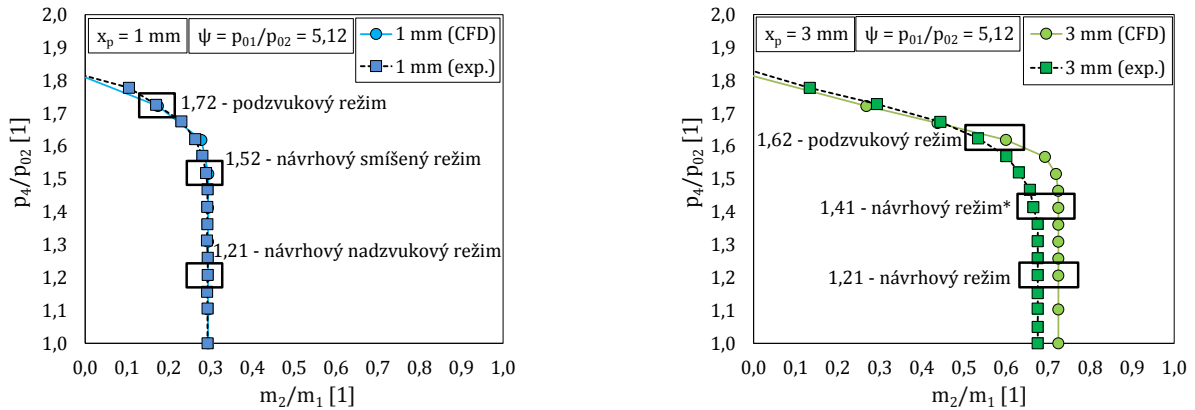 2,0
1,9
1,8
1,7
1,6
1,5
1,4
1,3
1,2
1,1
1,0
p4/p02 [1]
xp = 1 mm
ψ = p01/p02 = 5,12
1 mm (CFD)
1 mm (exp.)
1,72 - podzvukový režim
1,52 - návrhový smíšený režim
1,21 - návrhový nadzvukový režim
0,0 0,1 0,2 0,3 0,4 0,5 0,6 0,7 0,8 0,9 1,0
m2/m1 [1]
2,0
1,9
1,8
1,7
1,6
1,5
1,4
1,3
1,2
1,1
1,0
p4/p02 [1]
xp = 3 mm
ψ = p01/p02 = 5,12
3 mm (CFD)
3 mm (exp.)
1,62 - podzvukový režim
1,41 - návrhový režim*
1,21 - návrhový režim
0,0 0,1 0,2 0,3 0,4 0,5 0,6 0,7 0,8 0,9 1,0
m2/m1 [1]